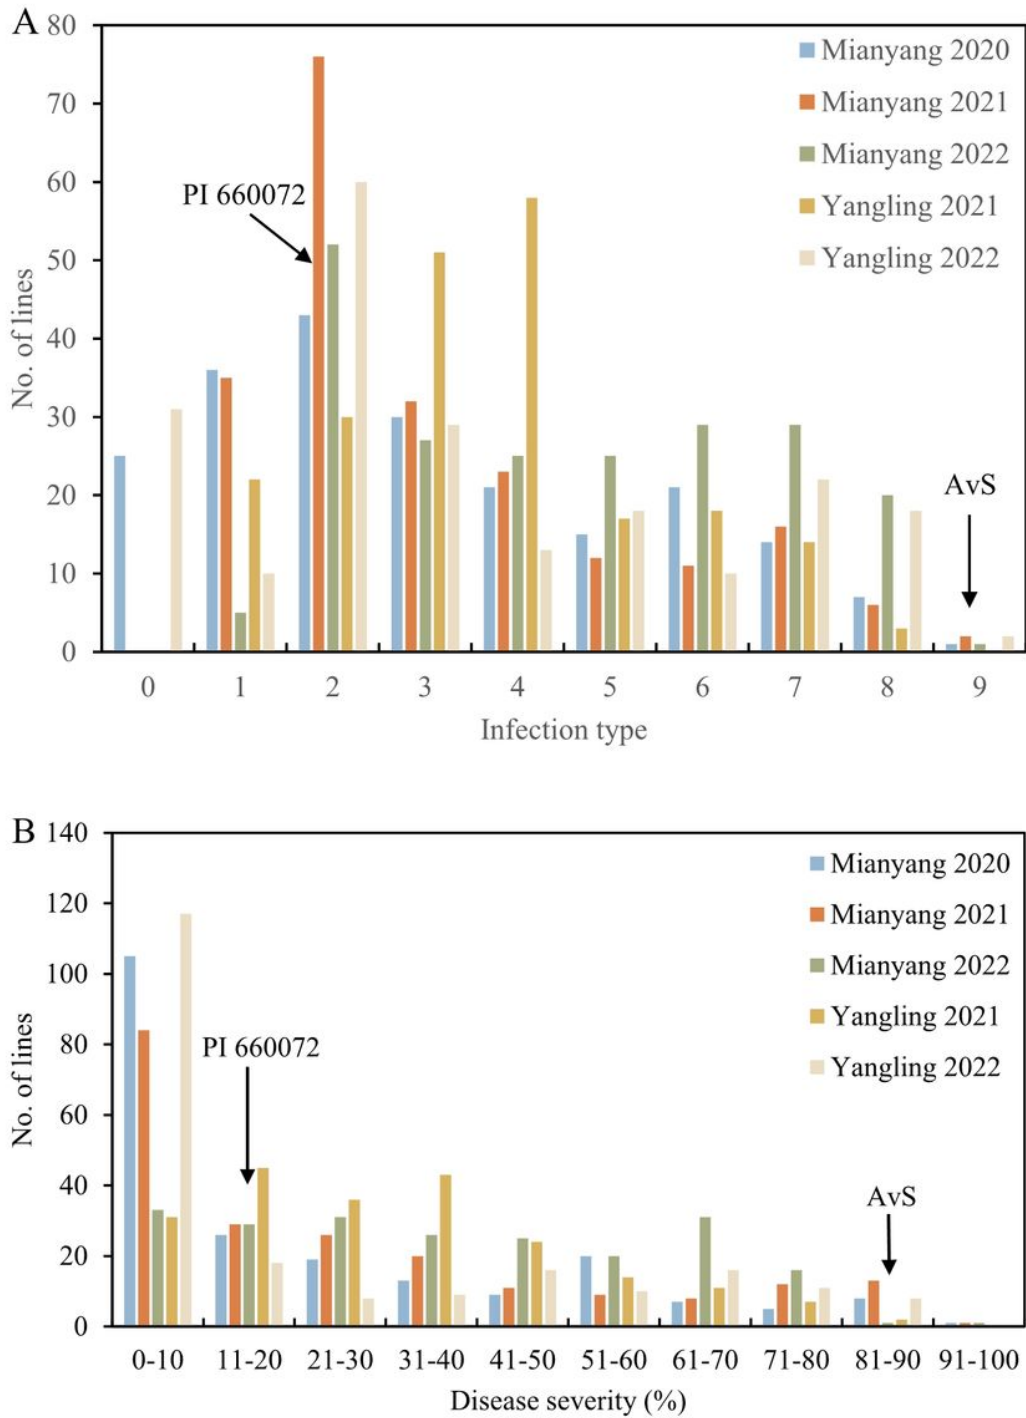 A
80
70
60
50
40
30
20
10
0
No. of lines
Mianyang 2020
Mianyang 2021
Mianyang 2022
Yangling 2021
Yangling 2022
PI 660072
AvS
0 1 2 3 4 5 6 7 8 9
Infection type
B
140
120
100
80
60
40
20
0
No. of lines
Mianyang 2020
Mianyang 2021
Mianyang 2022
Yangling 2021
Yangling 2022
PI 660072
AvS
0-10 11-20 21-30 31-40 41-50 51-60 61-70 71-80 81-90 91-100
Disease severity (%)